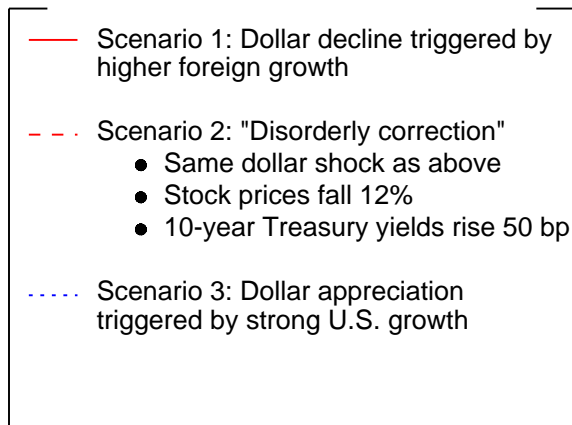 Scenario 1: Dollar decline triggered by
higher foreign growth
Scenario 2: "Disorderly correction"
● Same dollar shock as above
● Stock prices fall 12%
● 10-year Treasury yields rise 50 bp
Scenario 3: Dollar appreciation
triggered by strong U.S. growth